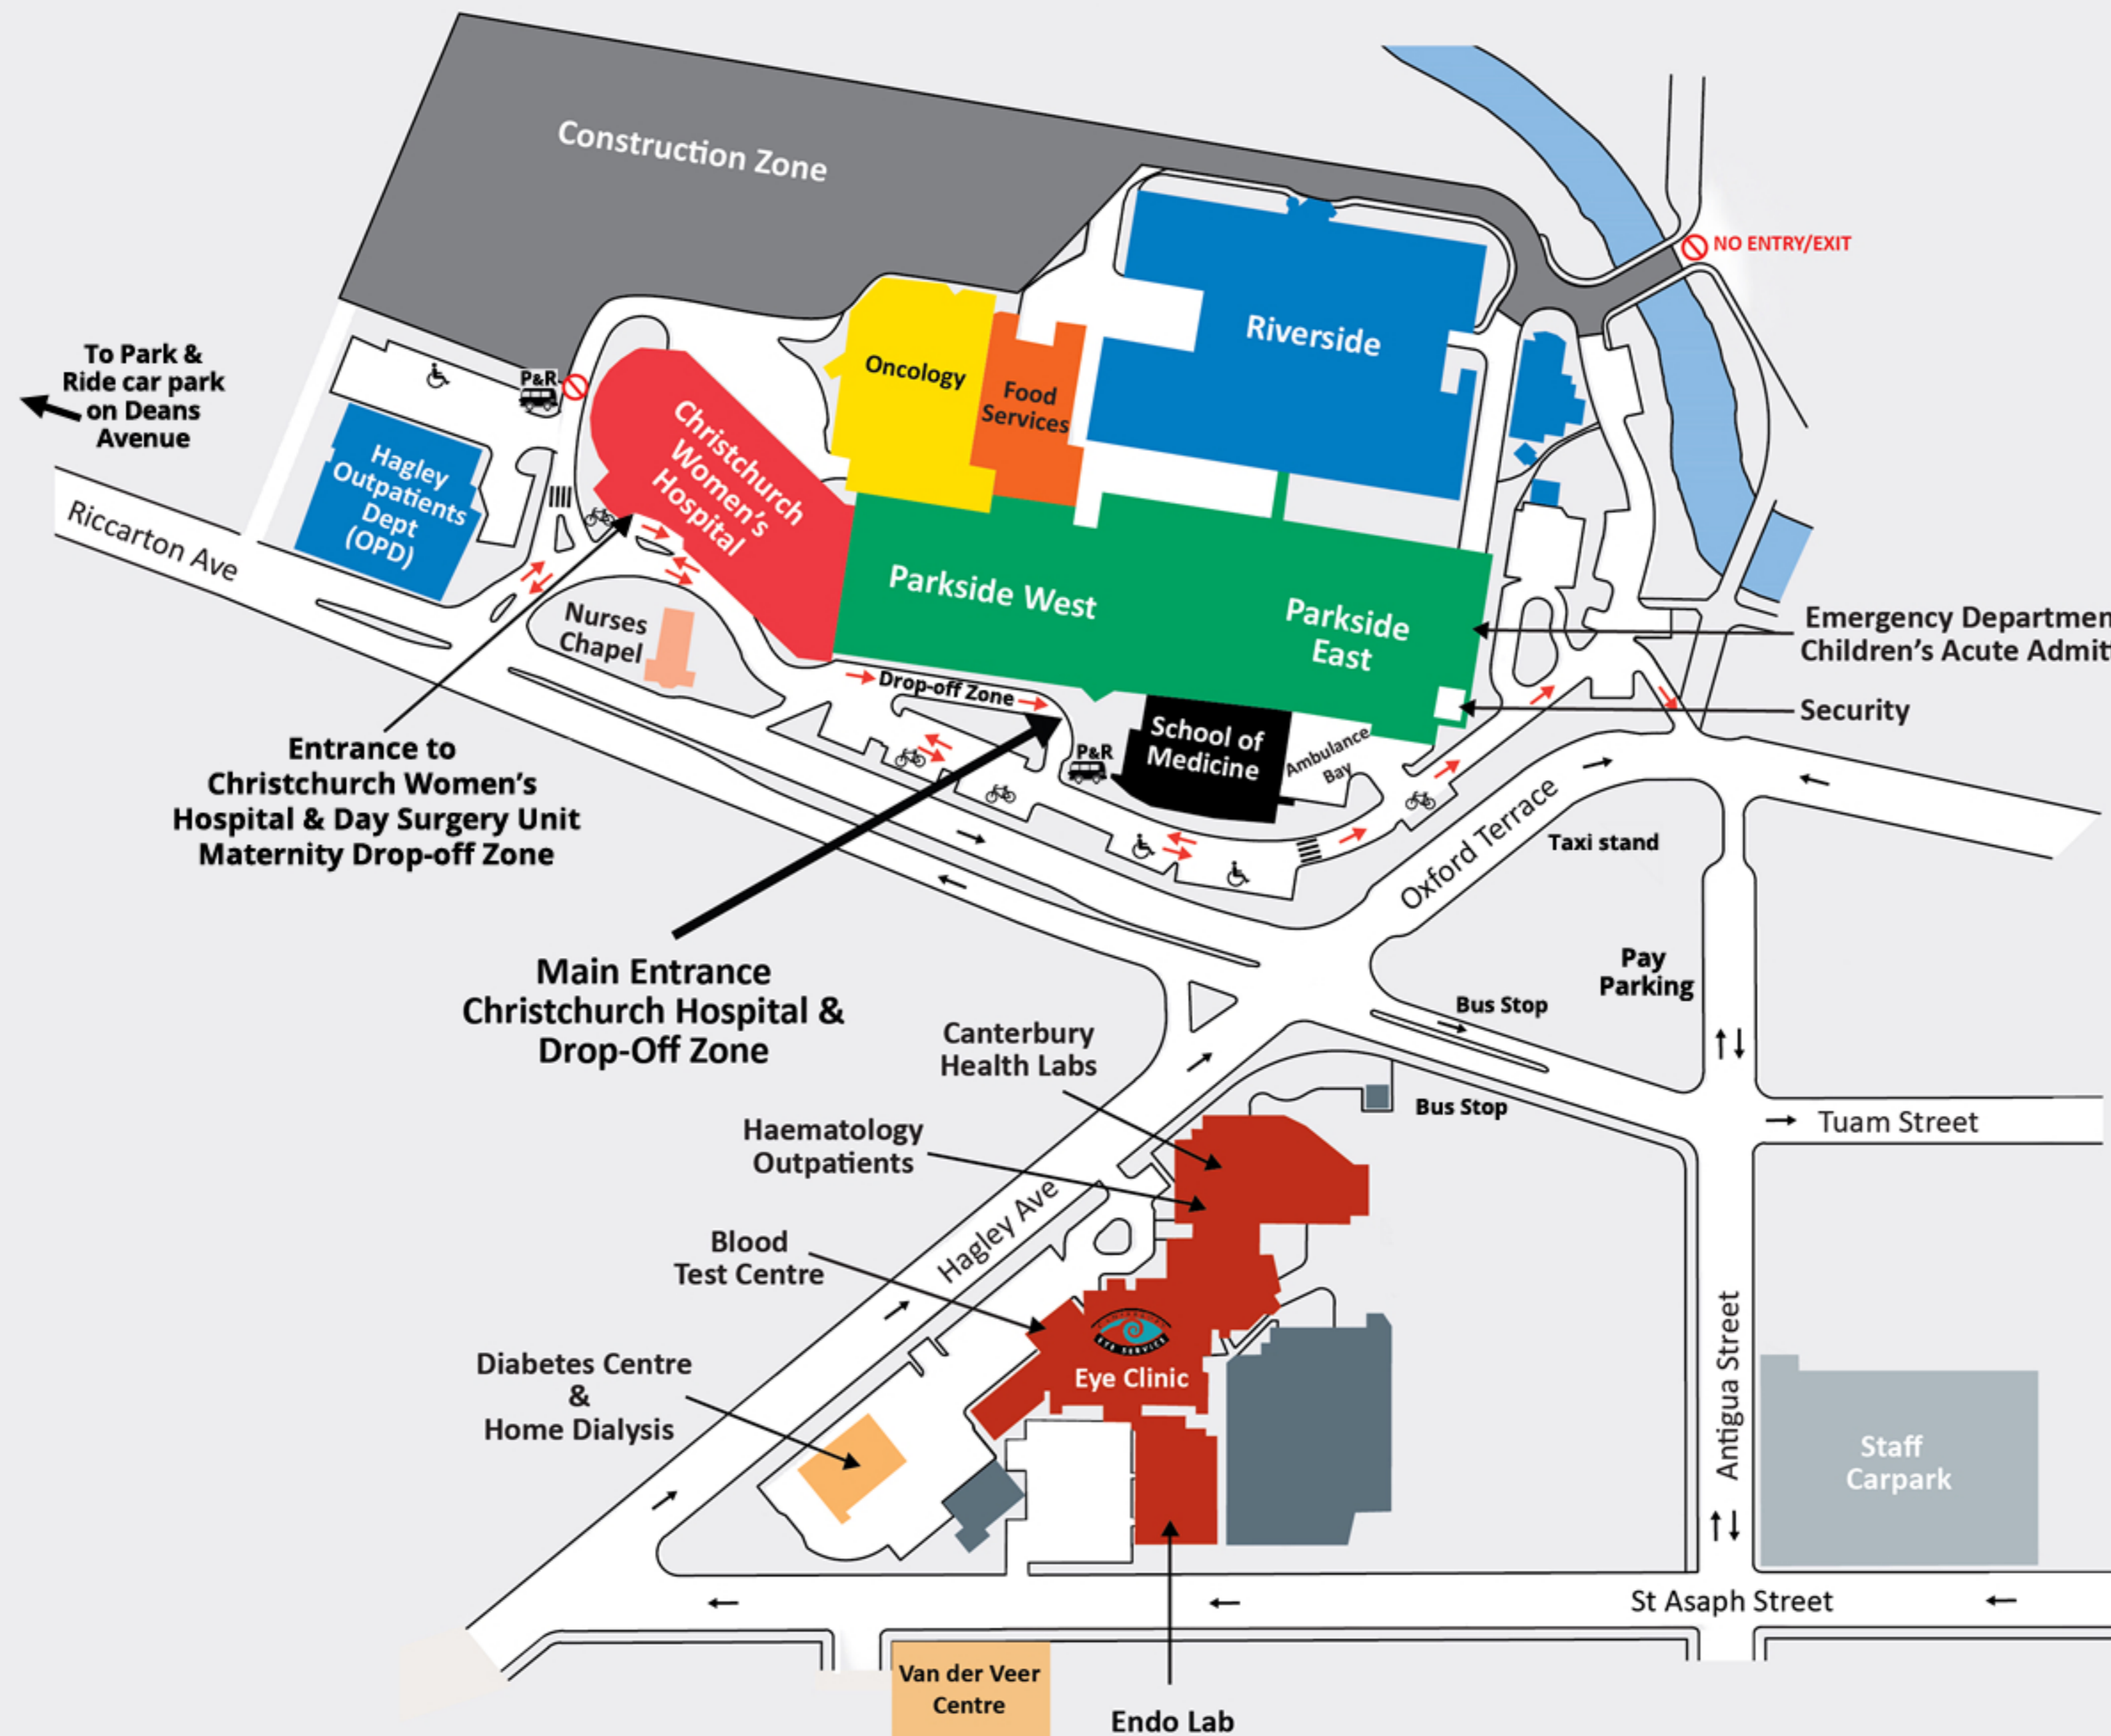 Construction Zone
NO ENTRY/EXIT
Riverside
To Park &
Ride car park
on Deans
Avenue
P&R
Oncology
Food
Services
Christchurch
Women's
Hospital
Hagley
Outpatients
Dept
(OPD)
Riccarton Ave
Parkside West
Parkside
East
Nurses
Chapel
Emergency Departmen
Children's Acute Admit
Drop-off Zone
Security
School of
Medicine
Ambulance
Bay
P&R
Entrance to
Christchurch Women's
Hospital & Day Surgery Unit
Maternity Drop-off Zone
Oxford Terrace
Taxi stand
Main Entrance
Christchurch Hospital &
Drop-Off Zone
Pay
Parking
Bus Stop
Canterbury
Health Labs
Bus Stop
Tuam Street
Haematology
Outpatients
Hagley Ave
Blood
Test Centre
Eye Clinic
Diabetes Centre
&
Home Dialysis
Antigua Street
Staff
Carpark
St Asaph Street
Van der Veer
Centre
Endo Lab